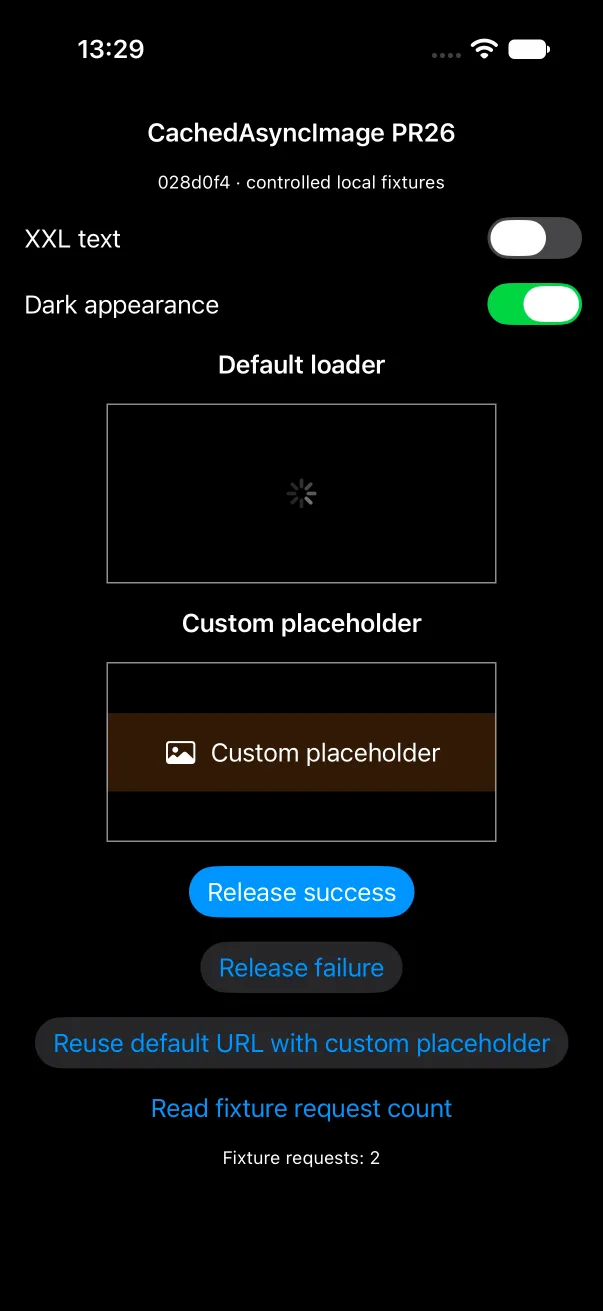 13:29
CachedAsyncImage PR26
028d0f4 · controlled local fixtures
XXL text
Dark appearance
Default loader
Custom placeholder
Custom placeholder
Release success
Release failure
Reuse default URL with custom placeholder
Read fixture request count
Fixture requests: 2